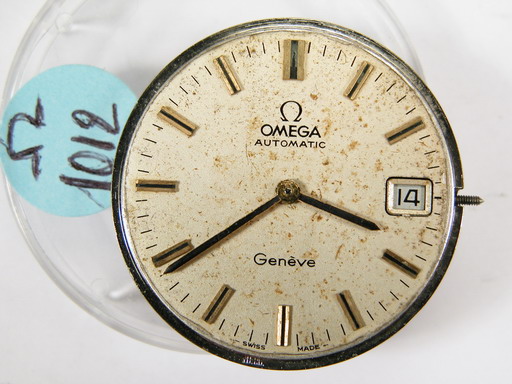 Ω
1012
Ω
OMEGA
AUTOMATIC
14
Genève
SWISS MADE